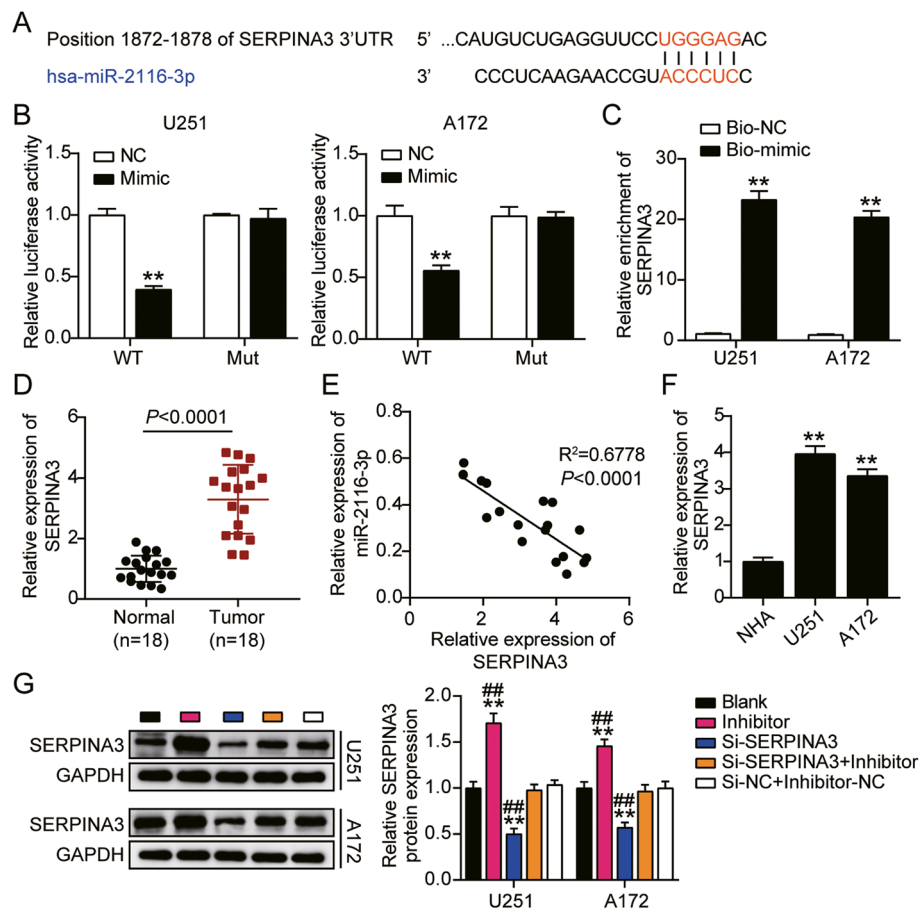 A
Position 1872-1878 of SERPINA3 3'UTR 5' ...CAUGUCUGAGGUUCCUGGGAGAC
hsa-miR-2116-3p 3' CCCUCAAGAACCGUACCCUCC
B
U251
Relative luciferase activity
1.5
1.0
0.5
0.0
NC
Mimic
**
WT
Mut
A172
Relative luciferase activity
1.5
1.0
0.5
0.0
NC
Mimic
**
WT
Mut
C
Bio-NC
Bio-mimic
Relative enrichment of
SERPINA3
30
20
10
0
**
**
U251
A172
D
Relative expression of
SERPINA3
6
4
2
0
P<0.0001
Normal
(n=18)
Tumor
(n=18)
E
Relative expression of
miR-2116-3p
0.8
0.6
0.4
0.2
0.0
R²=0.6778
P<0.0001
0 2 4 6
Relative expression of
SERPINA3
F
Relative expression of
SERPINA3
5
4
3
2
1
0
**
**
NHA
U251
A172
G
SERPINA3
GAPDH
U251
SERPINA3
GAPDH
A172
Relative SERPINA3
protein expression
2.0
1.5
1.0
0.5
0.0
##
**
##
**
##
**
##
**
U251
A172
Blank
Inhibitor
Si-SERPINA3
Si-SERPINA3+Inhibitor
Si-NC+Inhibitor-NC